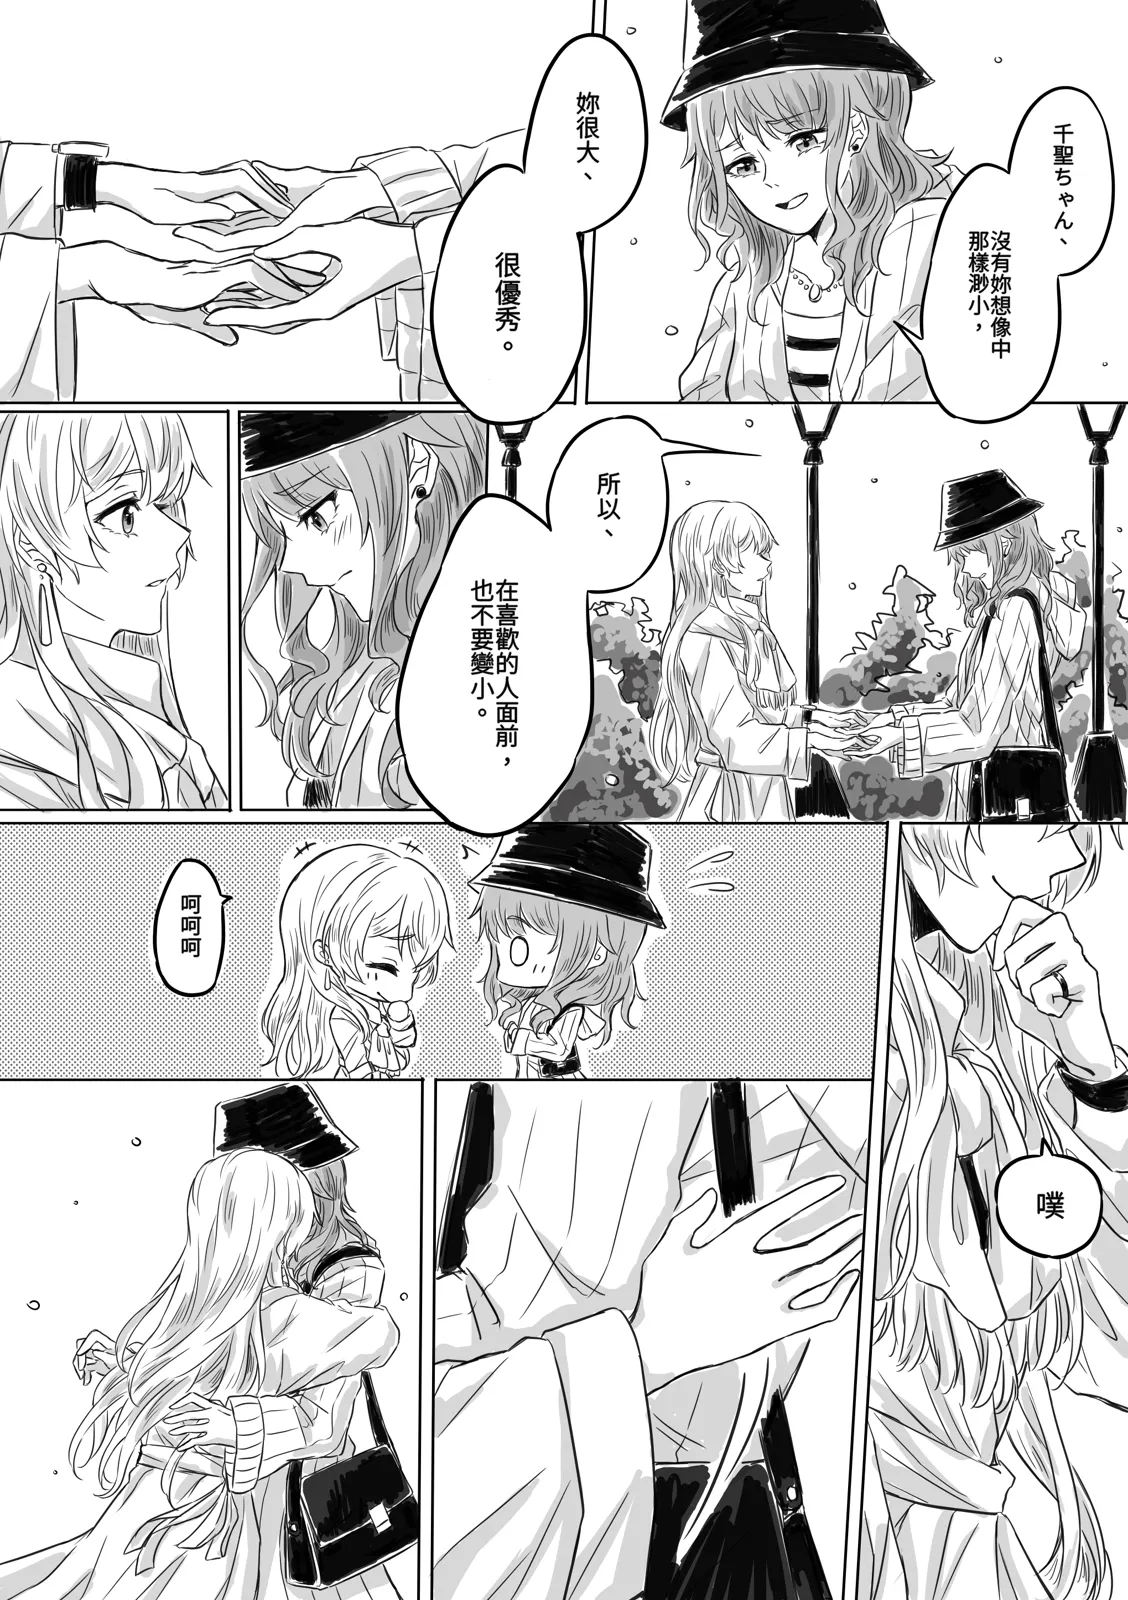 千聖ちゃん、
沒有妳想像中
那樣渺小，
妳很大、
很優秀。
所以、
在喜歡的人面前，
也不要變小。
噗
呵呵呵